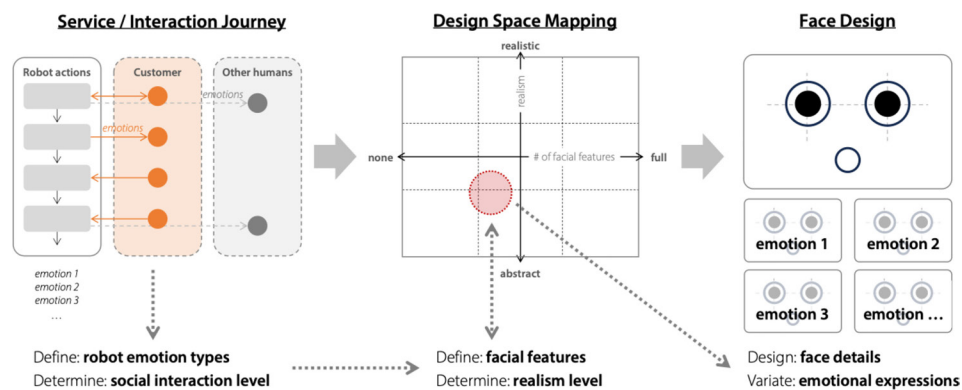 Service / Interaction Journey
Design Space Mapping
Face Design
Robot actions
Customer
Other humans
emotions
emotions
emotion 1
emotion 2
emotion 3
…
realistic
realism
none
# of facial features
full
abstract
emotion 1
emotion 2
emotion 3
emotion …
Define: robot emotion types
Determine: social interaction level
Define: facial features
Determine: realism level
Design: face details
Variate: emotional expressions